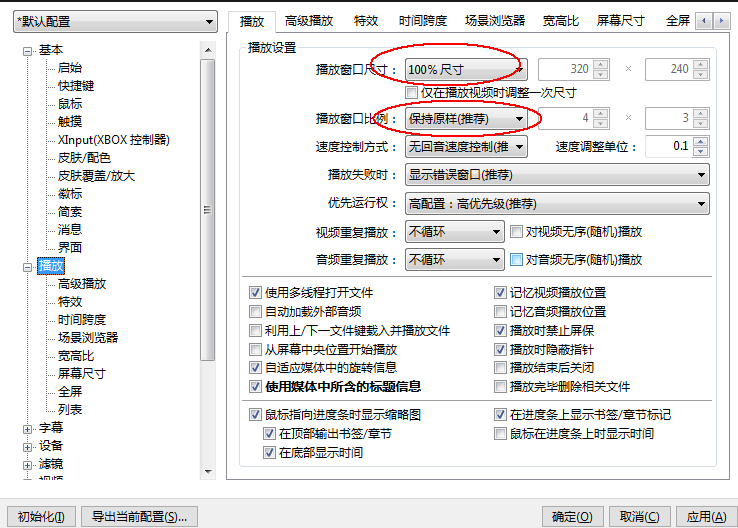 *默认配置
基本
启始
快捷键
鼠标
触摸
XInput(XBOX 控制器)
皮肤/配色
皮肤覆盖/放大
徽标
简素
消息
界面
播放
高级播放
特效
时间跨度
场景浏览器
宽高比
屏幕尺寸
全屏
列表
字幕
设备
滤镜
视频
播放 高级播放 特效 时间跨度 场景浏览器 宽高比 屏幕尺寸 全屏
播放设置
播放窗口尺寸： 100% 尺寸 320 × 240
仅在播放视频时调整一次尺寸
播放窗口比例： 保持原样(推荐) 4 × 3
速度控制方式： 无回音速度控制(推 速度调整单位： 0.1
播放失败时： 显示错误窗口(推荐)
优先运行权： 高配置：高优先级(推荐)
视频重复播放： 不循环 对视频无序(随机)播放
音频重复播放： 不循环 对音频无序(随机)播放
使用多线程打开文件 记忆视频播放位置
自动加载外部音频 记忆音频播放位置
利用上/下一文件键载入并播放文件 播放时禁止屏保
从屏幕中央位置开始播放 播放时隐蔽指针
自适应媒体中的旋转信息 播放结束后关闭
使用媒体中所含的标题信息 播放完毕删除相关文件
鼠标指向进度条时显示缩略图 在进度条上显示书签/章节标记
在顶部输出书签/章节 鼠标在进度条上时显示时间
在底部显示时间
初始化(I) 导出当前配置(S)... 确定(O) 取消(C) 应用(A)